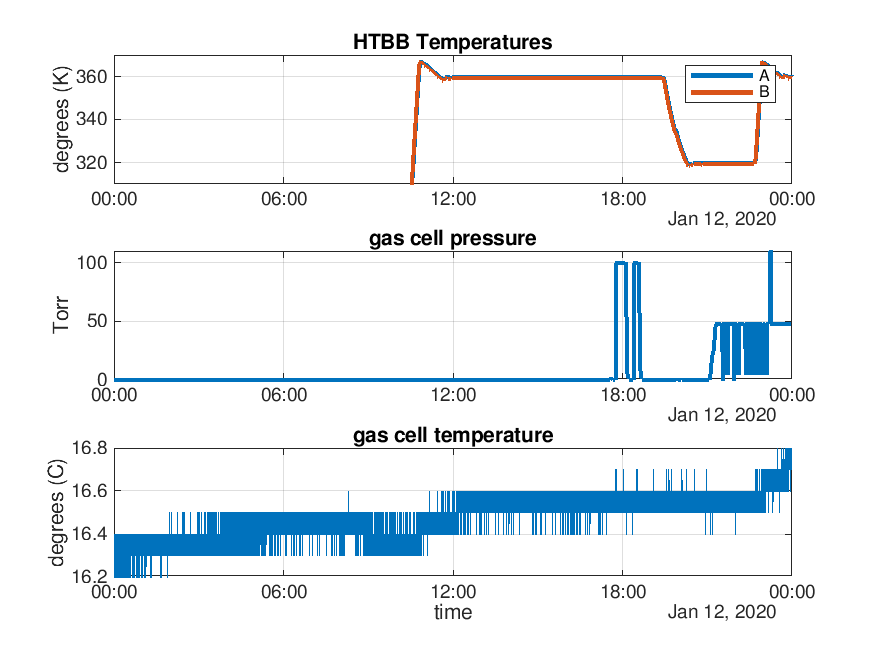 HTBB Temperatures
degrees (K)
360
340
320
A
B
00:00 06:00 12:00 18:00 00:00
Jan 12, 2020
gas cell pressure
Torr
100
50
0
00:00 06:00 12:00 18:00 00:00
Jan 12, 2020
gas cell temperature
degrees (C)
16.8
16.6
16.4
16.2
00:00 06:00 12:00 18:00 00:00
time
Jan 12, 2020